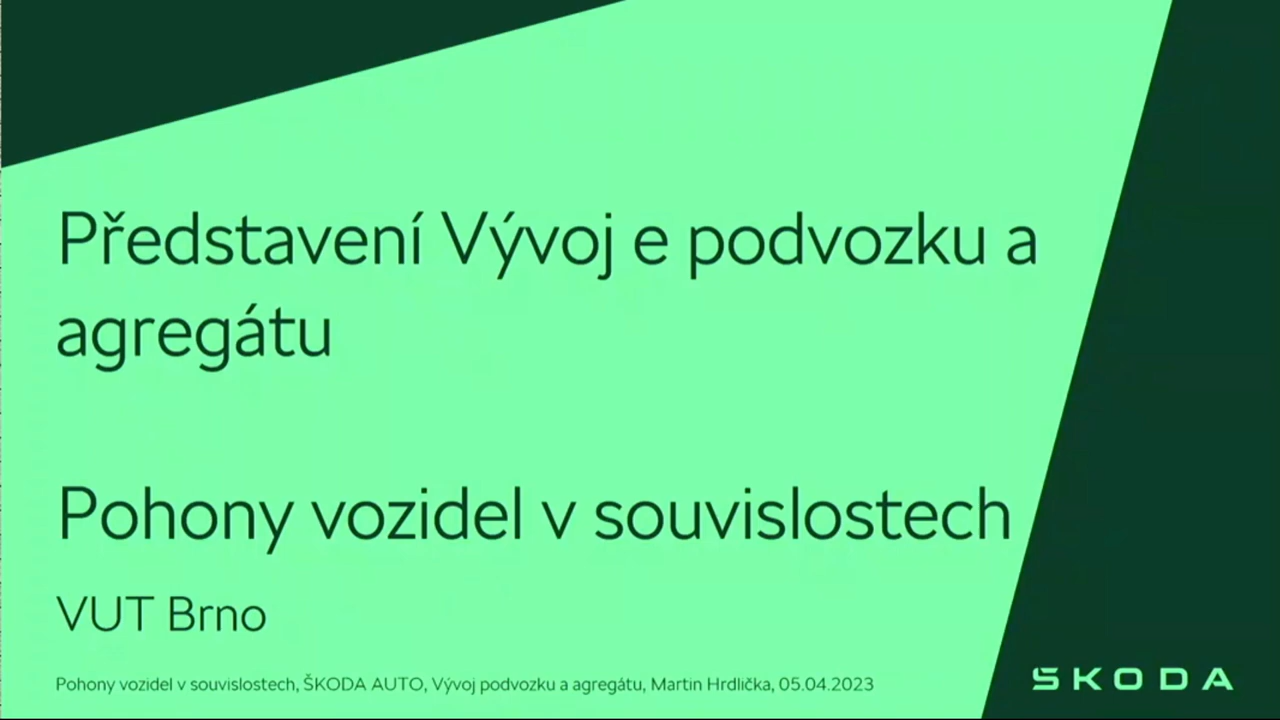 Představení Vývoj e podvozku a
agregátu
Pohony vozidel v souvislostech
VUT Brno
Pohony vozidel v souvislostech, ŠKODA AUTO, Vývoj podvozku a agregátu, Martin Hrdlička, 05.04.2023
ŠKODA